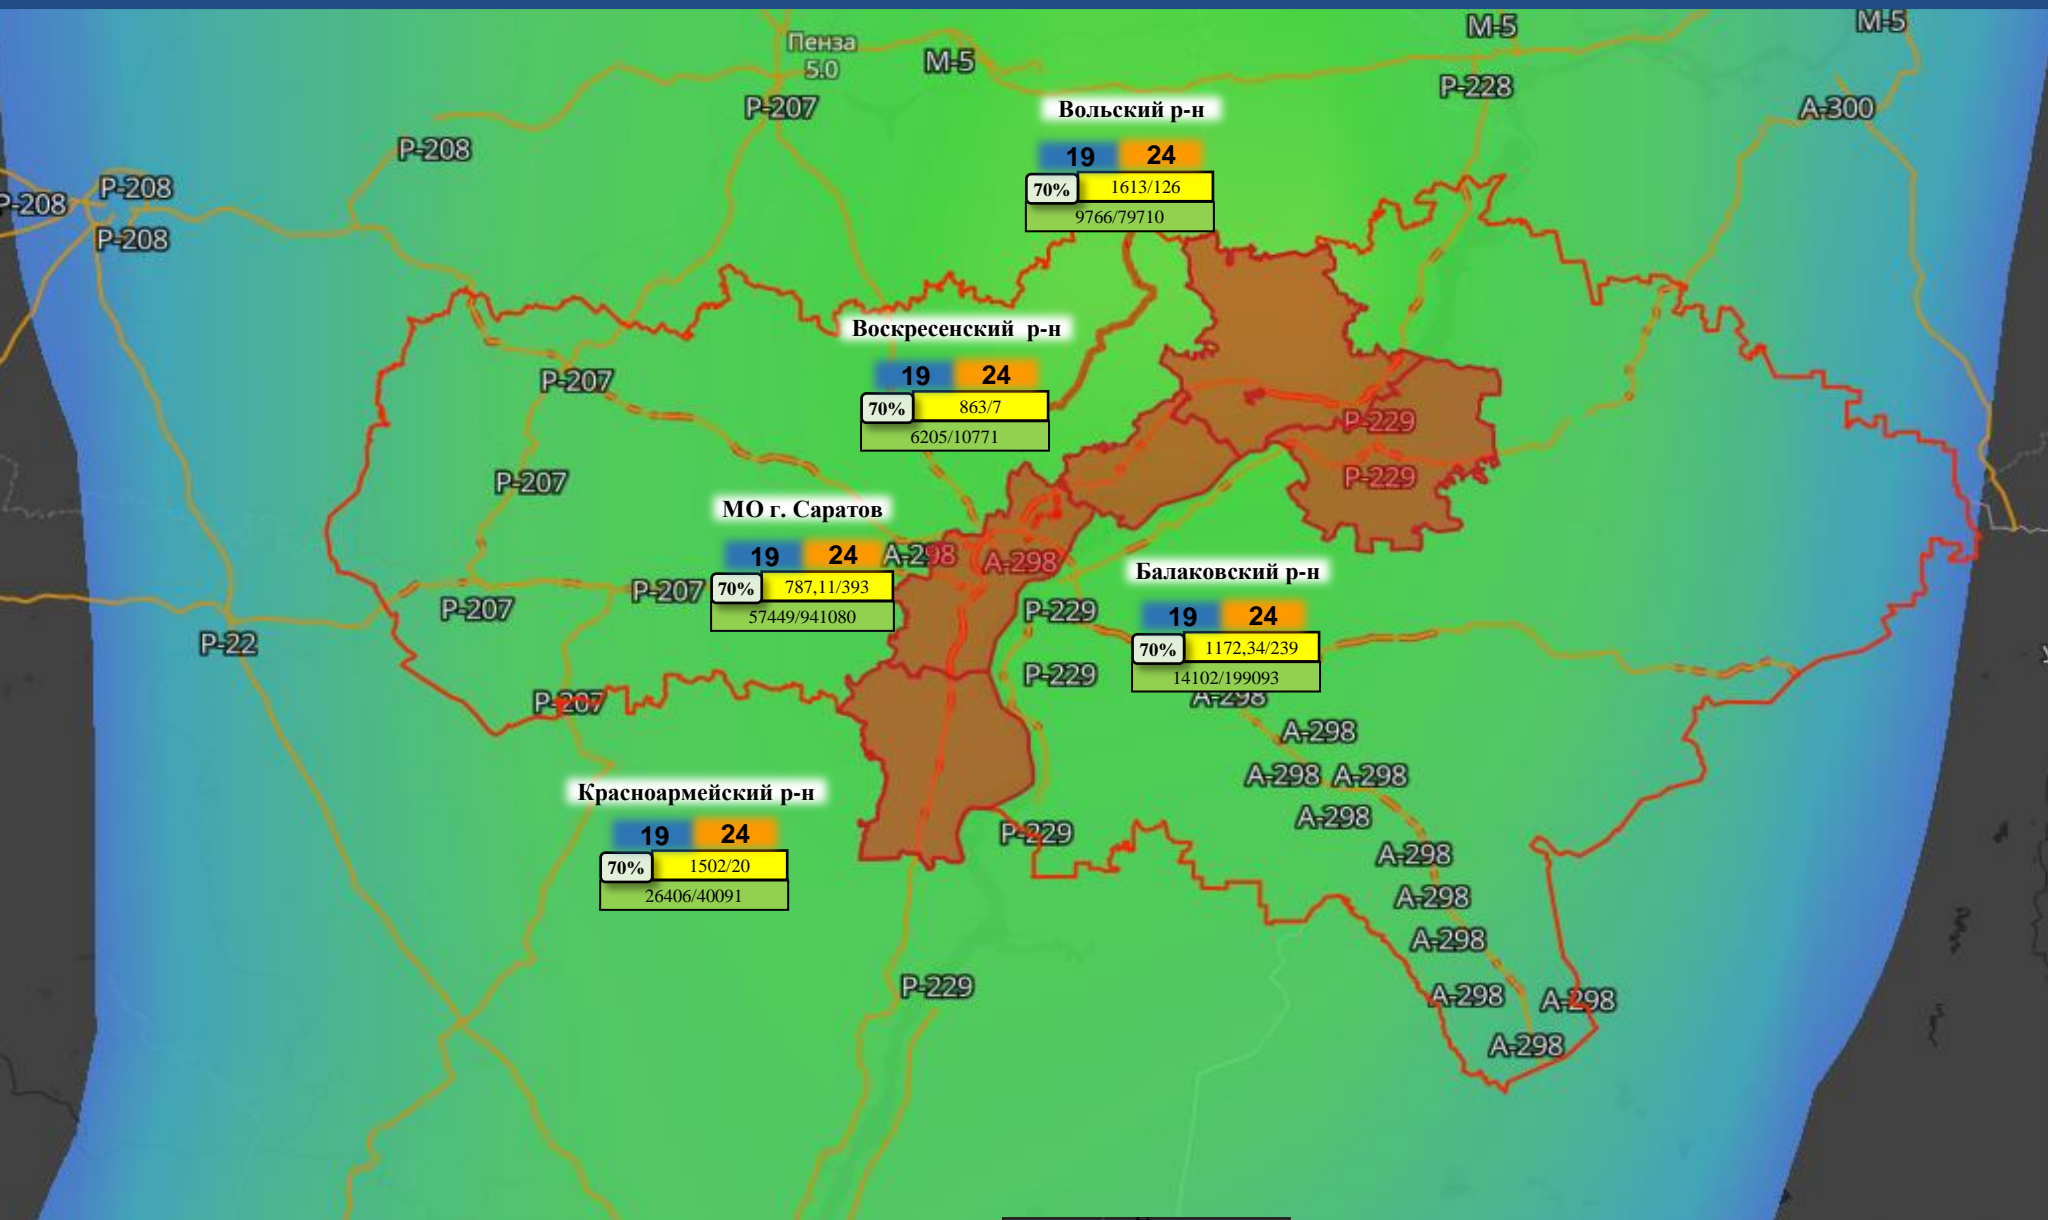 М-5
М-5
Пенза
5.0
М-5
Р-207
Р-228
А-300
Вольский р-н
19 24
70% 1613/126
9766/79710
Р-208
Р-208
Р-208
Р-208
Воскресенский р-н
19 24
70% 863/7
6205/10771
Р-207
Р-229
Р-229
Р-207
МО г. Саратов
19 24
70% 787,11/393
57449/941080
А-298
А-298
Балаковский р-н
19 24
70% 1172,34/239
14102/199093
Р-207
Р-207
Р-229
Р-22
Р-229
Р-207
А-298
А-298
А-298 А-298
А-298
Красноармейский р-н
19 24
70% 1502/20
26406/40091
Р-229
А-298
А-298
А-298
Р-229
А-298
А-298
А-298